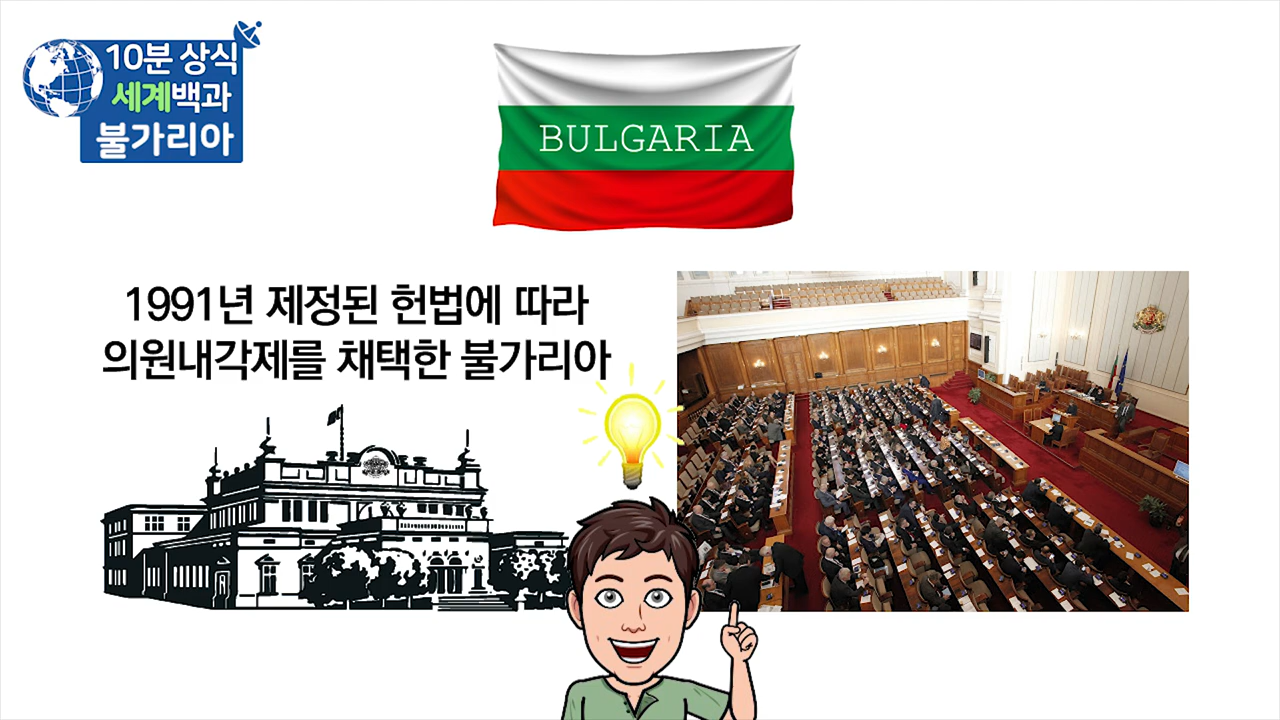 10분 상식
세계백과
불가리아
BULGARIA
1991년 제정된 헌법에 따라
의원내각제를 채택한 불가리아